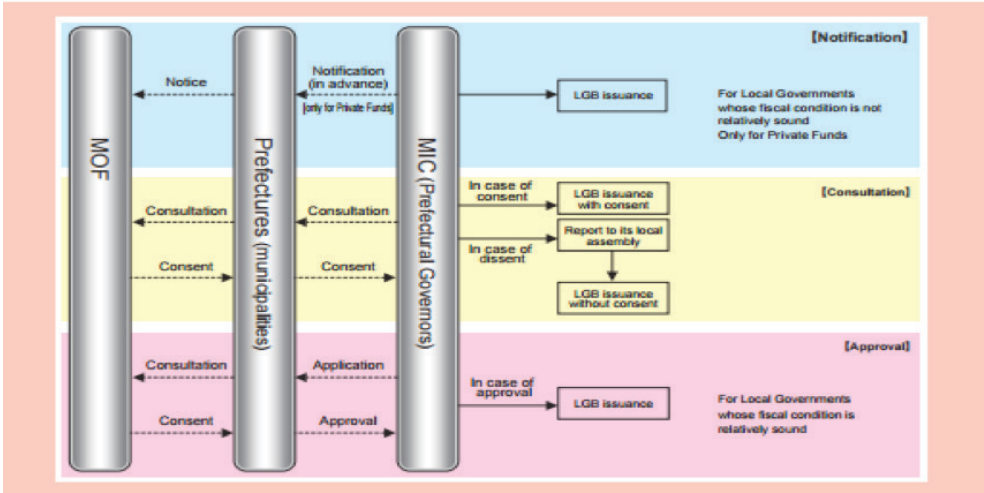 MOF
Prefectures (municipalities)
MIC (Prefectural Governors)
[Notification]
Notice
Notification
(in advance)
[only for Private Funds]
LGB issuance
For Local Governments
whose fiscal condition is not
relatively sound
Only for Private Funds
[Consultation]
Consultation
Consultation
Consent
Consent
In case of
consent
LGB issuance
with consent
In case of
dissent
Report to its local
assembly
LGB issuance
without consent
[Approval]
Consultation
Application
Consent
Approval
In case of
approval
LGB issuance
For Local Governments
whose fiscal condition is
relatively sound